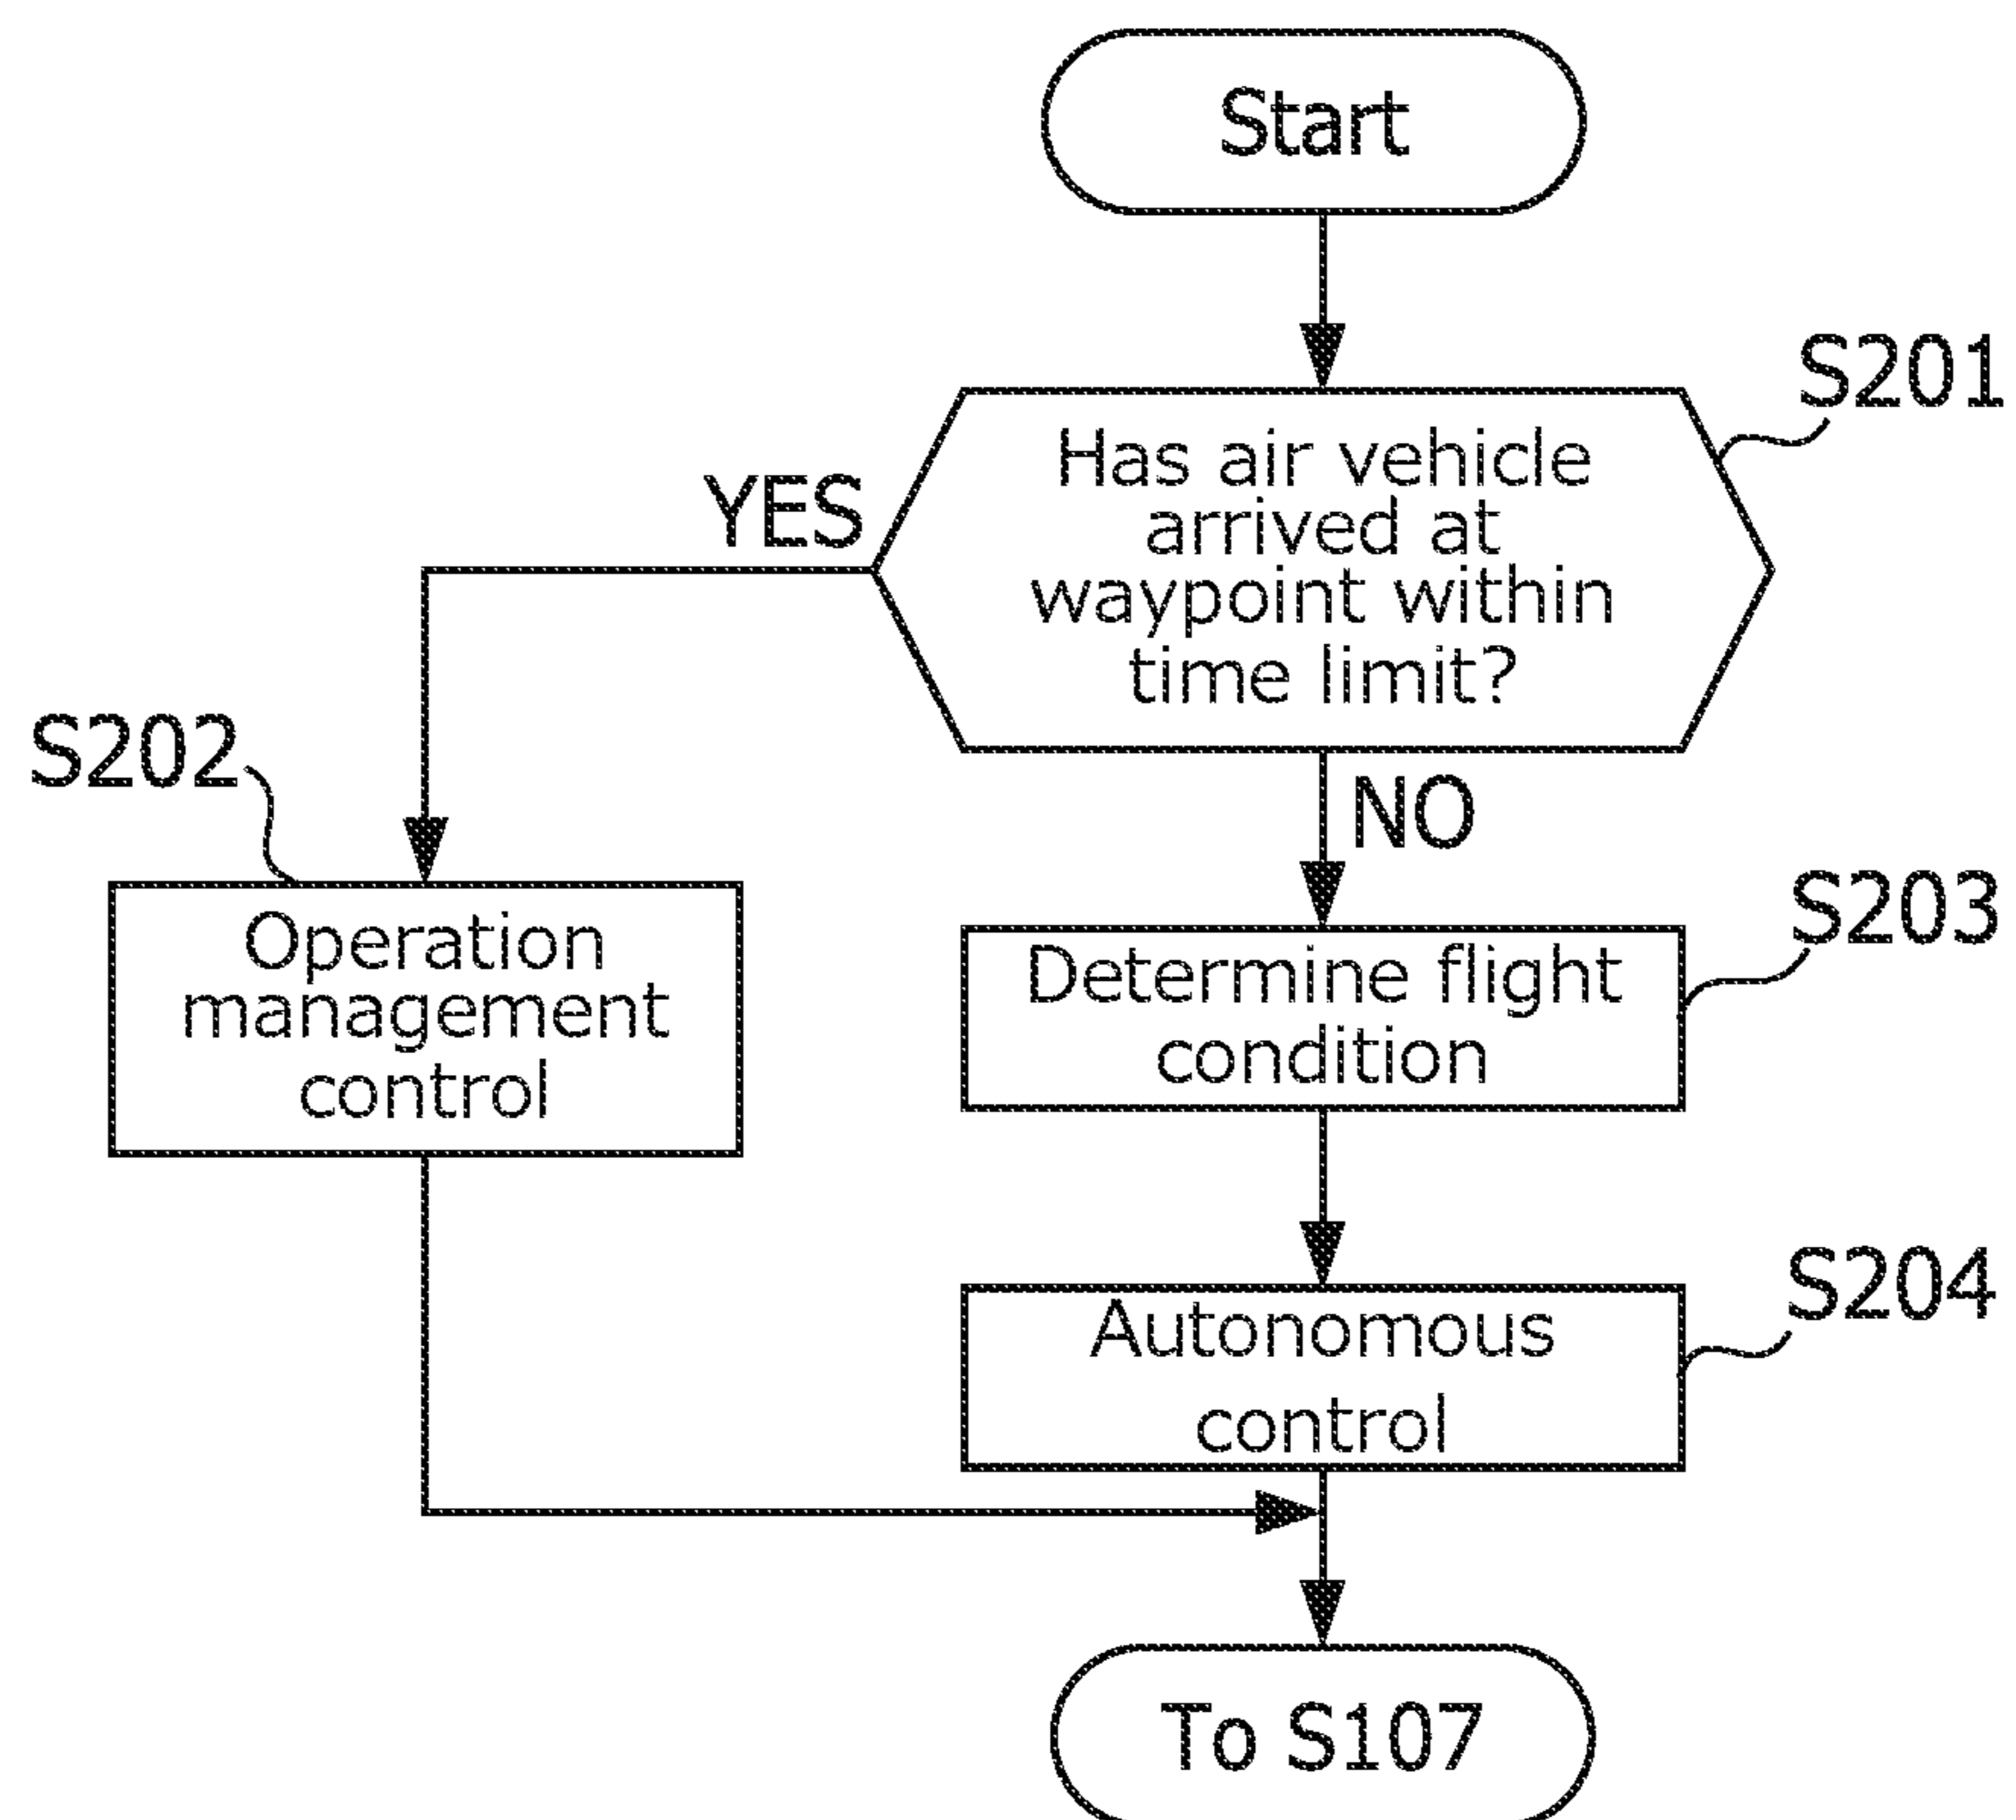 Start
S201
Has air vehicle
arrived at
waypoint within
time limit?
YES
NO
S202
Operation
management
control
S203
Determine flight
condition
S204
Autonomous
control
To S107